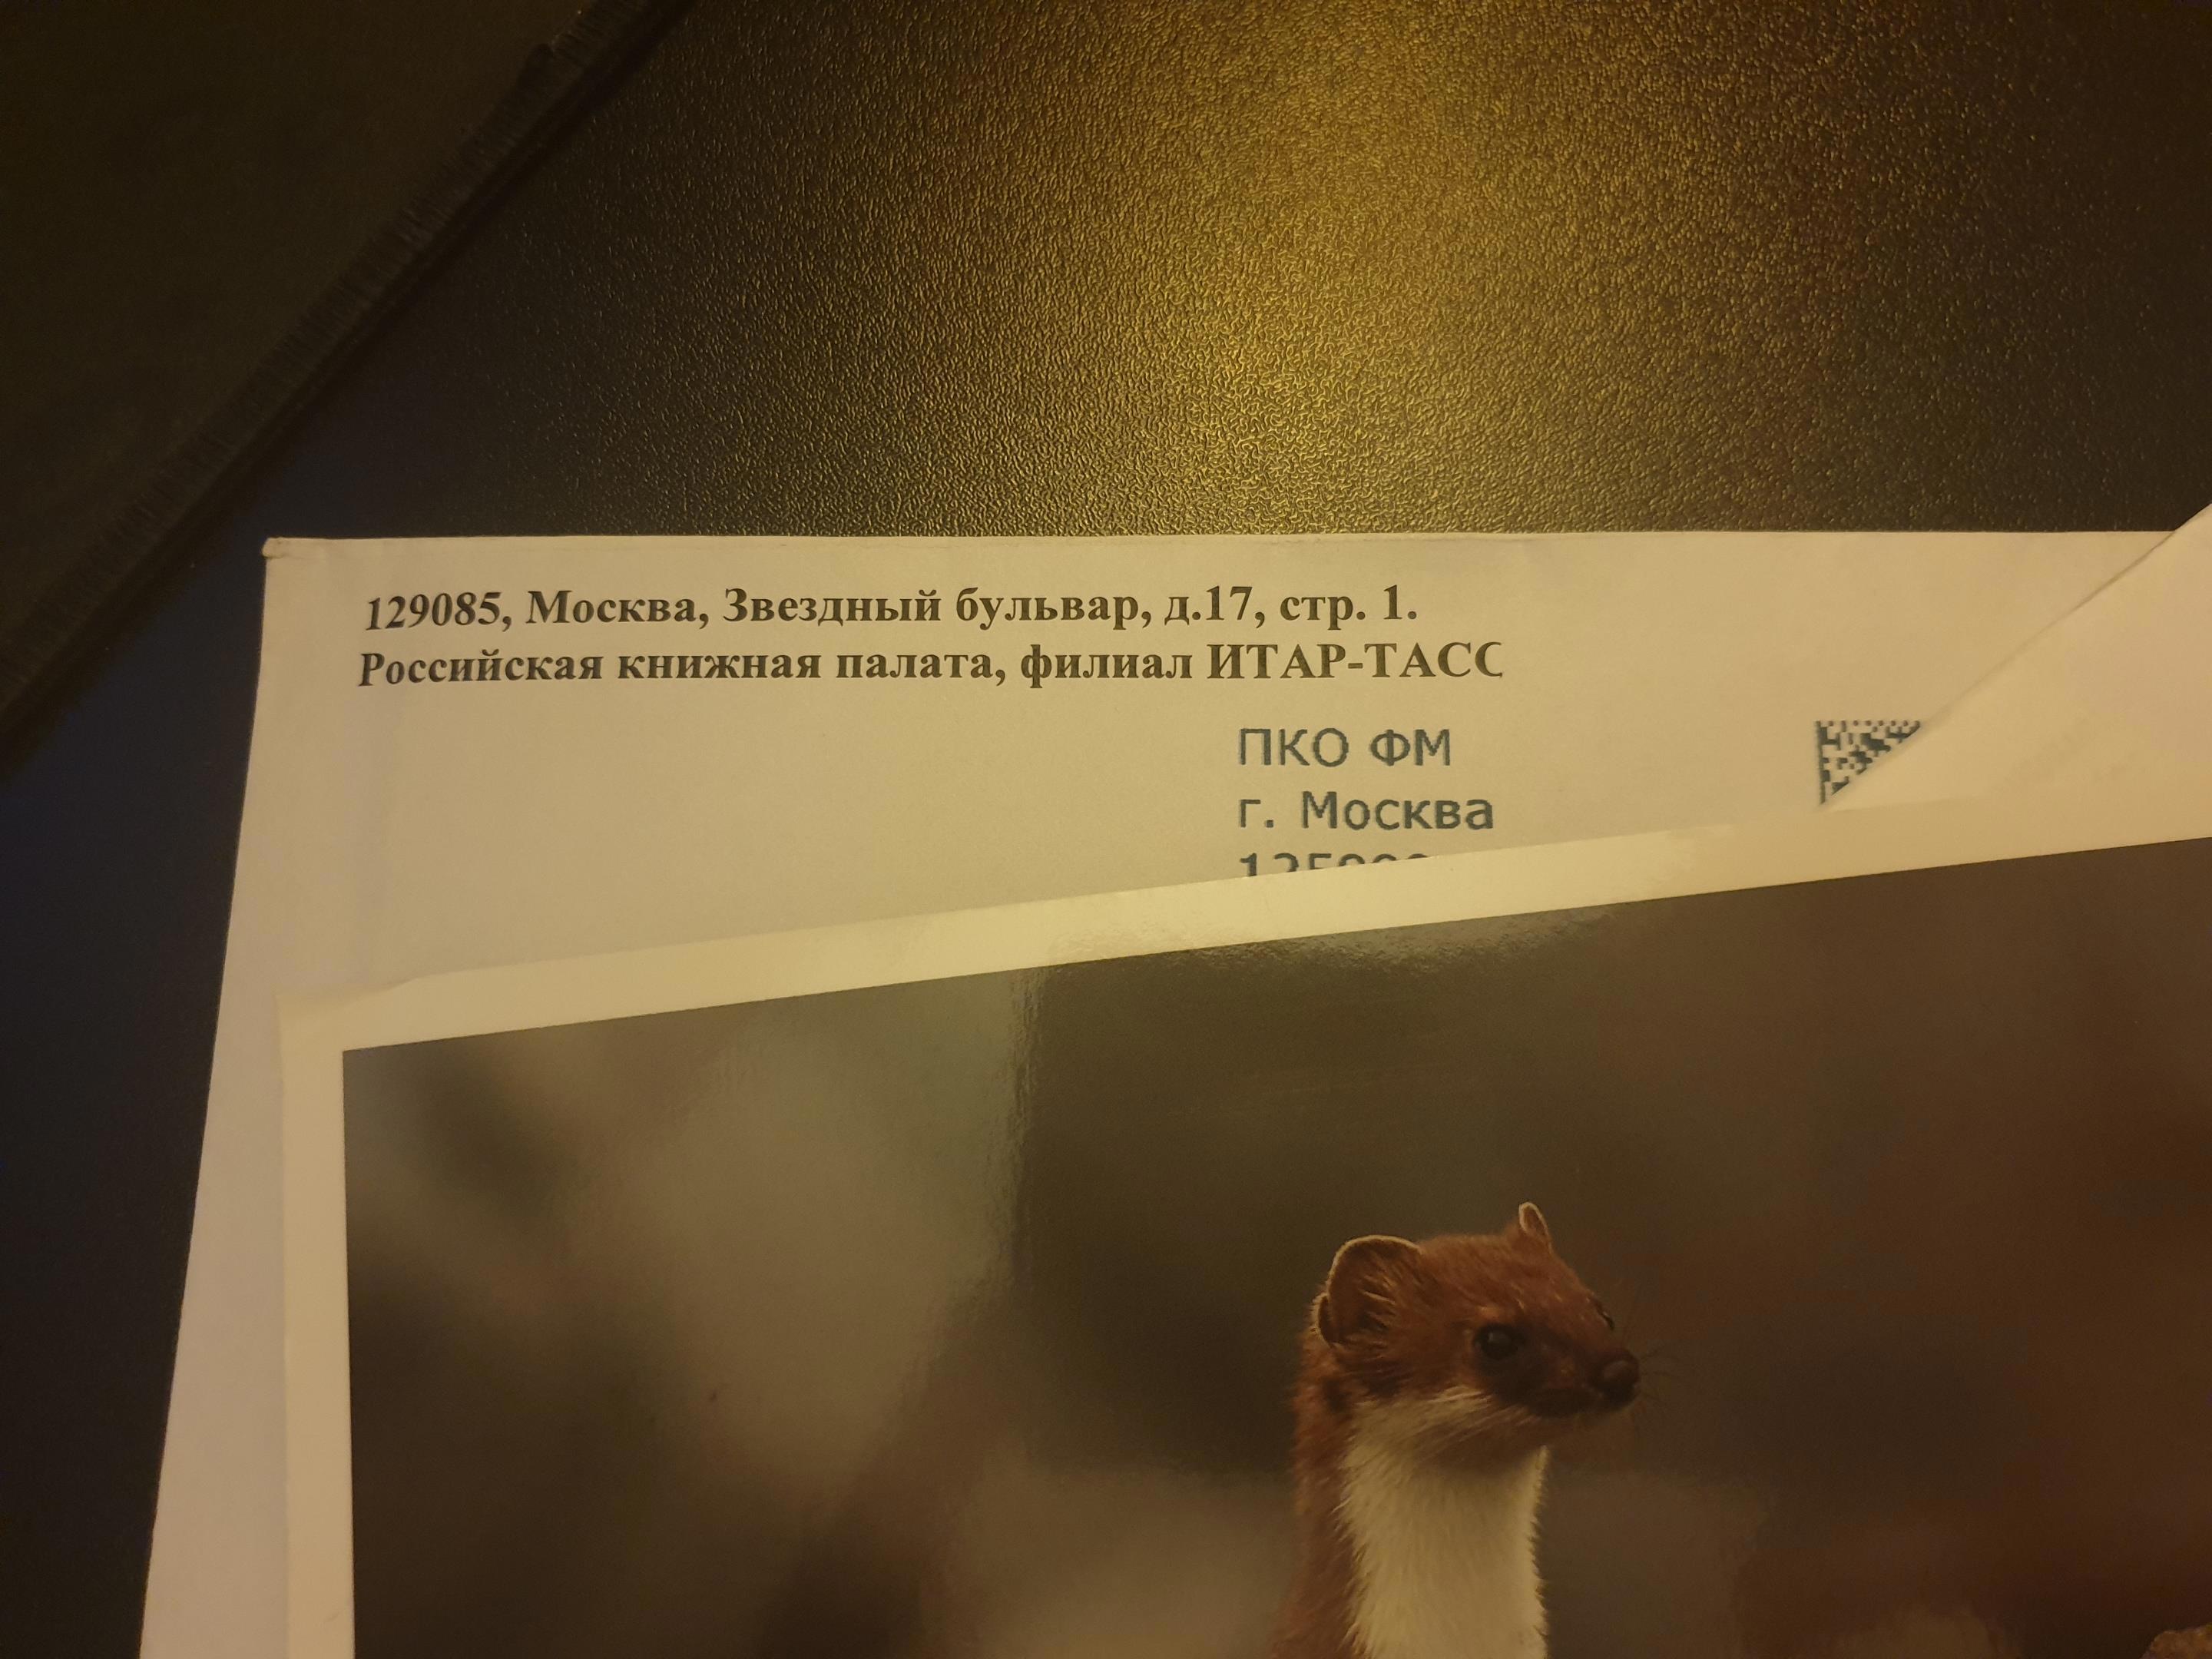 129085, Москва, Звездный бульвар, д.17, стр. 1.
Российская книжная палата, филиал ИТАР-ТАСС
ПКО ФМ
г. Москва